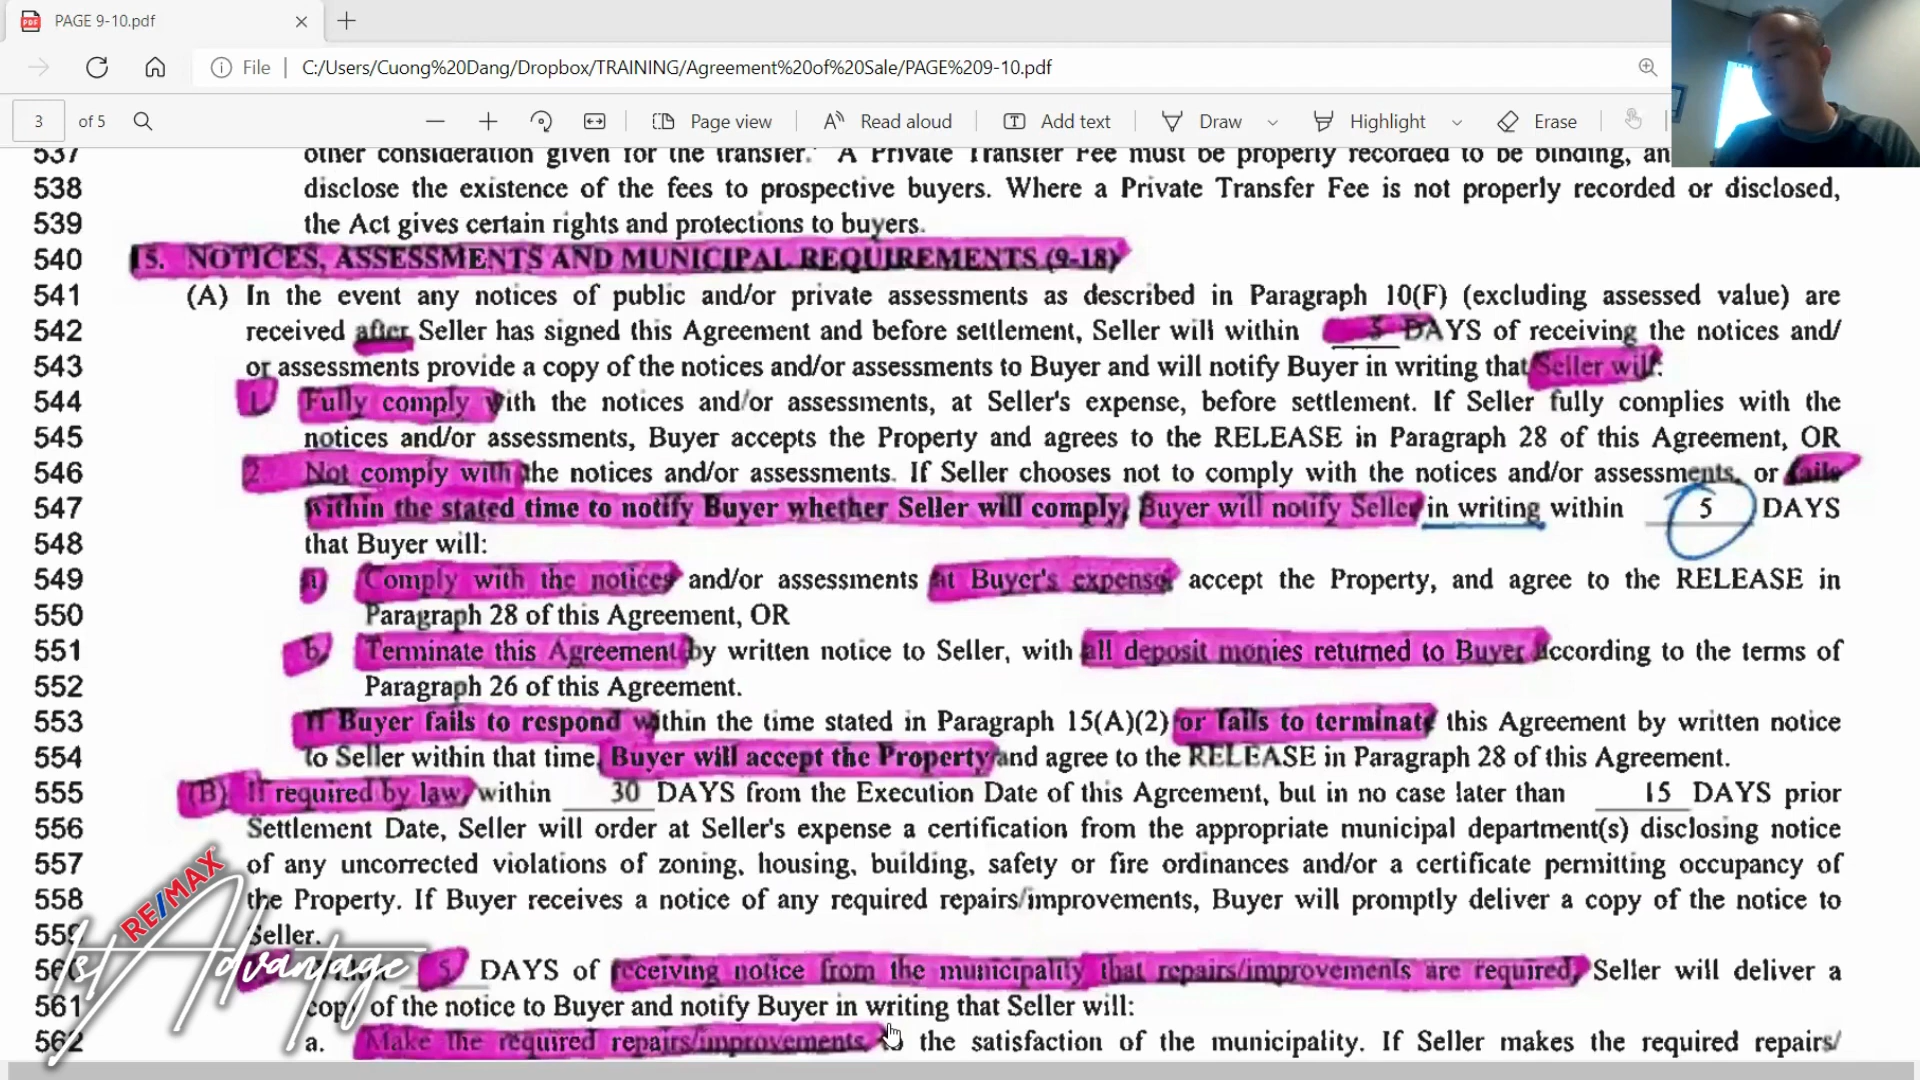 PAGE 9-10.pdf
File C:/Users/Cuong%20Dang/Dropbox/TRAINING/Agreement%20of%20Sale/PAGE%209-10.pdf
3 of 5 Page view Read aloud Add text Draw Highlight Erase
537 other consideration given for the transfer." A Private Transfer Fee must be properly recorded to be binding, an
538 disclose the existence of the fees to prospective buyers. Where a Private Transfer Fee is not properly recorded or disclosed,
539 the Act gives certain rights and protections to buyers.
540 15. NOTICES, ASSESSMENTS AND MUNICIPAL REQUIREMENTS (9-18)
541 (A) In the event any notices of public and/or private assessments as described in Paragraph 10(F) (excluding assessed value) are
542 received after Seller has signed this Agreement and before settlement, Seller will within 5 DAYS of receiving the notices and/
543 or assessments provide a copy of the notices and/or assessments to Buyer and will notify Buyer in writing that Seller will:
544 1. Fully comply with the notices and/or assessments, at Seller's expense, before settlement. If Seller fully complies with the
545 notices and/or assessments, Buyer accepts the Property and agrees to the RELEASE in Paragraph 28 of this Agreement, OR
546 2. Not comply with the notices and/or assessments. If Seller chooses not to comply with the notices and/or assessments, or fails
547 within the stated time to notify Buyer whether Seller will comply, Buyer will notify Seller in writing within 5 DAYS
548 that Buyer will:
549 a. Comply with the notices and/or assessments at Buyer's expense, accept the Property, and agree to the RELEASE in
550 Paragraph 28 of this Agreement, OR
551 b. Terminate this Agreement by written notice to Seller, with all deposit monies returned to Buyer according to the terms of
552 Paragraph 26 of this Agreement.
553 If Buyer fails to respond within the time stated in Paragraph 15(A)(2) or fails to terminate this Agreement by written notice
554 to Seller within that time, Buyer will accept the Property and agree to the RELEASE in Paragraph 28 of this Agreement.
555 (B) If required by law, within 30 DAYS from the Execution Date of this Agreement, but in no case later than 15 DAYS prior
556 Settlement Date, Seller will order at Seller's expense a certification from the appropriate municipal department(s) disclosing notice
557 of any uncorrected violations of zoning, housing, building, safety or fire ordinances and/or a certificate permitting occupancy of
558 the Property. If Buyer receives a notice of any required repairs/improvements, Buyer will promptly deliver a copy of the notice to
559 Seller.
560 5 DAYS of receiving notice from the municipality that repairs/improvements are required, Seller will deliver a
561 copy of the notice to Buyer and notify Buyer in writing that Seller will:
562 a. Make the required repairs/improvements to the satisfaction of the municipality. If Seller makes the required repairs/
RE/MAX
1st Advantage